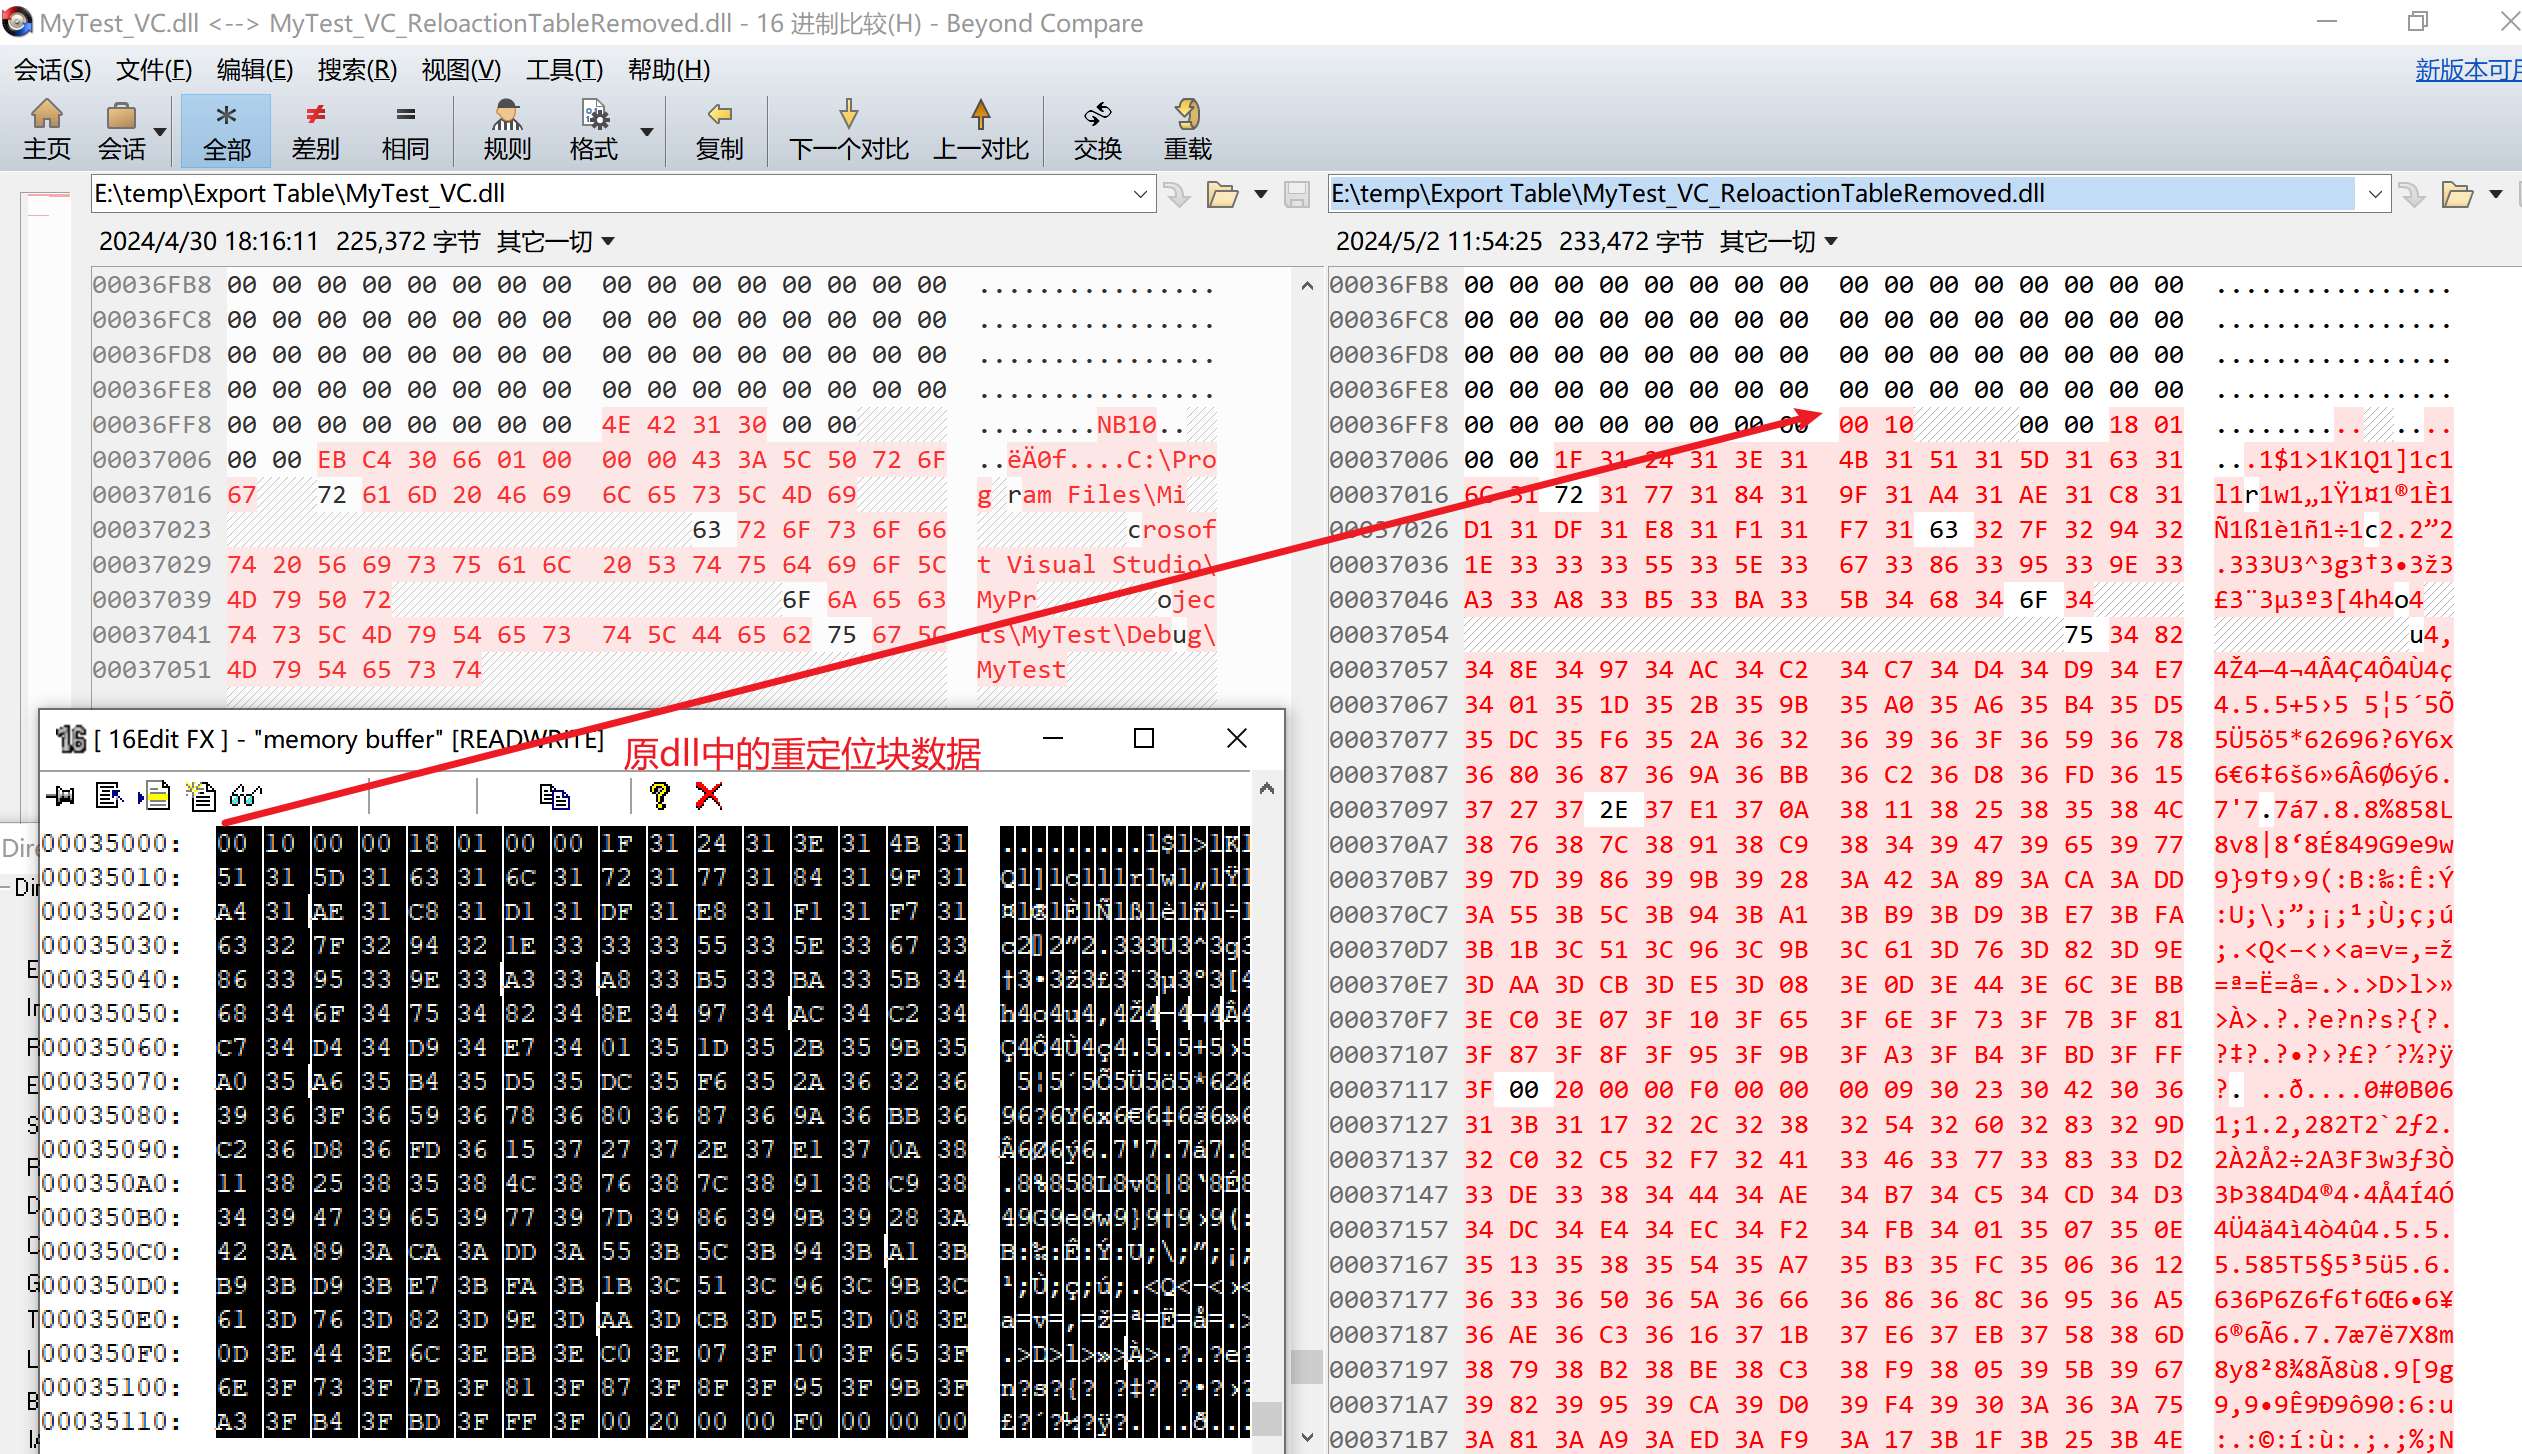 MyTest_VC.dll <--> MyTest_VC_ReloactionTableRemoved.dll - 16 进制比较(H) - Beyond Compare
会话(S) 文件(F) 编辑(E) 搜索(R) 视图(V) 工具(T) 帮助(H)
主页 会话 全部 差别 相同 规则 格式 复制 下一个对比 上一对比 交换 重载
E:\temp\Export Table\MyTest_VC.dll
2024/4/30 18:16:11 225,372 字节 其它一切
00036FB8 00 00 00 00 00 00 00 00 00 00 00 00 00 00 00 00 ................
00036FC8 00 00 00 00 00 00 00 00 00 00 00 00 00 00 00 00 ................
00036FD8 00 00 00 00 00 00 00 00 00 00 00 00 00 00 00 00 ................
00036FE8 00 00 00 00 00 00 00 00 00 00 00 00 00 00 00 00 ................
00036FF8 00 00 00 00 00 00 00 00 4E 42 31 30 00 00 ........NB10..
00037006 00 00 EB C4 30 66 01 00 00 00 43 3A 5C 50 72 6F ..ëÄ0f....C:\Pro
00037016 67 72 61 6D 20 46 69 6C 65 73 5C 4D 69 gram Files\Mi
00037023 63 72 6F 73 6F 66 crosof
00037029 74 20 56 69 73 75 61 6C 20 53 74 75 64 69 6F 5C t Visual Studio\
00037039 4D 79 50 72 6F 6A 65 63 MyProjec
00037041 74 73 5C 4D 79 54 65 73 74 5C 44 65 62 75 67 5C ts\MyTest\Debug\
00037051 4D 79 54 65 73 74 MyTest
E:\temp\Export Table\MyTest_VC_ReloactionTableRemoved.dll
2024/5/2 11:54:25 233,472 字节 其它一切
00036FB8 00 00 00 00 00 00 00 00 00 00 00 00 00 00 00 00 ................
00036FC8 00 00 00 00 00 00 00 00 00 00 00 00 00 00 00 00 ................
00036FD8 00 00 00 00 00 00 00 00 00 00 00 00 00 00 00 00 ................
00036FE8 00 00 00 00 00 00 00 00 00 00 00 00 00 00 00 00 ................
00036FF8 00 00 00 00 00 00 00 00 00 10 00 00 18 01 ..............
00037006 00 00 1F 31 24 31 3E 31 4B 31 51 31 5D 31 63 31 ...1$1>1K1Q1]1c1
00037016 6C 31 72 31 77 31 84 31 9F 31 A4 31 AE 31 C8 31 l1r1w1„1Ÿ1¤1®1È1
00037026 D1 31 DF 31 E8 31 F1 31 F7 31 63 32 7F 32 94 32 Ñ1ß1è1ñ1÷1c2.2”2
00037036 1E 33 33 33 55 33 5E 33 67 33 86 33 95 33 9E 33 .333U3^3g3†3•3ž3
00037046 A3 33 A8 33 B5 33 BA 33 5B 34 68 34 6F 34 £3¨3µ3º3[4h4o4
00037054 75 34 82 u4‚
00037057 34 8E 34 97 34 AC 34 C2 34 C7 34 D4 34 D9 34 E7 4Ž4—4¬4Â4Ç4Ô4Ù4ç
00037067 34 01 35 1D 35 2B 35 9B 35 A0 35 A6 35 B4 35 D5 4.5.5+5›5 5¦5´5Õ
00037077 35 DC 35 F6 35 2A 36 32 36 39 36 3F 36 59 36 78 5Ü5ö5*62696?6Y6x
00037087 36 80 36 87 36 9A 36 BB 36 C2 36 D8 36 FD 36 15 6€6‡6š6»6Â6Ø6ý6.
00037097 37 27 37 2E 37 E1 37 0A 38 11 38 25 38 35 38 4C 7'7.7á7.8.8%858L
000370A7 38 76 38 7C 38 91 38 C9 38 34 39 47 39 65 39 77 8v8|8‘8É849G9e9w
000370B7 39 7D 39 86 39 9B 39 28 3A 42 3A 89 3A CA 3A DD 9}9†9›9(:B:‰:Ê:Ý
000370C7 3A 55 3B 5C 3B 94 3B A1 3B B9 3B D9 3B E7 3B FA :U;\;”;¡;¹;Ù;ç;ú
000370D7 3B 1B 3C 51 3C 96 3C 9B 3C 61 3D 76 3D 82 3D 9E ;.<Q<–<›<a=v=‚=ž
000370E7 3D AA 3D CB 3D E5 3D 08 3E 0D 3E 44 3E 6C 3E BB =ª=Ë=å=.>.>D>l>»
000370F7 3E C0 3E 07 3F 10 3F 65 3F 6E 3F 73 3F 7B 3F 81 >À>.?.?e?n?s?{?.
00037107 3F 87 3F 8F 3F 95 3F 9B 3F A3 3F B4 3F BD 3F FF ?‡?.?•?›?£?´?½?ÿ
00037117 3F 00 20 00 00 F0 00 00 00 09 30 23 30 42 30 36 ?. ..ð....0#0B06
00037127 31 3B 31 17 32 2C 32 38 32 54 32 60 32 83 32 9D 1;1.2,282T2`2ƒ2.
00037137 32 C0 32 C5 32 F7 32 41 33 46 33 77 33 83 33 D2 2À2Å2÷2A3F3w3ƒ3Ò
00037147 33 DE 33 38 34 44 34 AE 34 B7 34 C5 34 CD 34 D3 3Þ384D4®4·4Å4Í4Ó
00037157 34 DC 34 E4 34 EC 34 F2 34 FB 34 01 35 07 35 0E 4Ü4ä4ì4ò4û4.5.5.
00037167 35 13 35 38 35 54 35 A7 35 B3 35 FC 35 06 36 12 5.585T5§5³5ü5.6.
00037177 36 33 36 50 36 5A 36 66 36 86 36 8C 36 95 36 A5 636P6Z6f6†6Œ6•6¥
00037187 36 AE 36 C3 36 16 37 1B 37 E6 37 EB 37 58 38 6D 6®6Ã6.7.7æ7ë7X8m
00037197 38 79 38 B2 38 BE 38 C3 38 F9 38 05 39 5B 39 67 8y8²8¾8Ã8ù8.9[9g
000371A7 39 82 39 95 39 CA 39 D0 39 F4 39 30 3A 36 3A 75 9‚9•9Ê9Ð9ô90:6:u
000371B7 3A 81 3A A9 3A ED 3A F9 3A 17 3B 1F 3B 25 3B 4E :.:©:í:ù:.;.;%;N
[ 16Edit FX ] - "memory buffer" [READWRITE]
原dll中的重定位块数据
00035000: 00 10 00 00 18 01 00 00 1F 31 24 31 3E 31 4B 31 .........1$1>1K1
00035010: 51 31 5D 31 63 31 6C 31 72 31 77 31 84 31 9F 31 Q1]1c1l1r1w1„1Ÿ1
00035020: A4 31 AE 31 C8 31 D1 31 DF 31 E8 31 F1 31 F7 31 ¤1®1È1Ñ1ß1è1ñ1÷1
00035030: 63 32 7F 32 94 32 1E 33 33 33 55 33 5E 33 67 33 c2▯2”2.333U3^3g3
00035040: 86 33 95 33 9E 33 A3 33 A8 33 B5 33 BA 33 5B 34 †3•3ž3£3¨3µ3º3[4
00035050: 68 34 6F 34 75 34 82 34 8E 34 97 34 AC 34 C2 34 h4o4u4‚4Ž4—4¬4Â4
00035060: C7 34 D4 34 D9 34 E7 34 01 35 1D 35 2B 35 9B 35 Ç4Ô4Ù4ç4.5.5+5›5
00035070: A0 35 A6 35 B4 35 D5 35 DC 35 F6 35 2A 36 32 36  5¦5´5Õ5Ü5ö5*626
00035080: 39 36 3F 36 59 36 78 36 80 36 87 36 9A 36 BB 36 96?6Y6x6€6‡6š6»6
00035090: C2 36 D8 36 FD 36 15 37 27 37 2E 37 E1 37 0A 38 Â6Ø6ý6.7'7.7á7.8
000350A0: 11 38 25 38 35 38 4C 38 76 38 7C 38 91 38 C9 38 .8%858L8v8|8‘8É8
000350B0: 34 39 47 39 65 39 77 39 7D 39 86 39 9B 39 28 3A 49G9e9w9}9†9›9(:
000350C0: 42 3A 89 3A CA 3A DD 3A 55 3B 5C 3B 94 3B A1 3B B:‰:Ê:Ý:U;\;”;¡;
000350D0: B9 3B D9 3B E7 3B FA 3B 1B 3C 51 3C 96 3C 9B 3C ¹;Ù;ç;ú;.<Q<–<›<
000350E0: 61 3D 76 3D 82 3D 9E 3D AA 3D CB 3D E5 3D 08 3E a=v=‚=ž=ª=Ë=å=.>
000350F0: 0D 3E 44 3E 6C 3E BB 3E C0 3E 07 3F 10 3F 65 3F .>D>l>»>À>.?.?e?
00035100: 6E 3F 73 3F 7B 3F 81 3F 87 3F 8F 3F 95 3F 9B 3F n?s?{? ?‡? ?•?›?
00035110: A3 3F B4 3F BD 3F FF 3F 00 20 00 00 F0 00 00 00 £?´?½?ÿ?. ..ð...